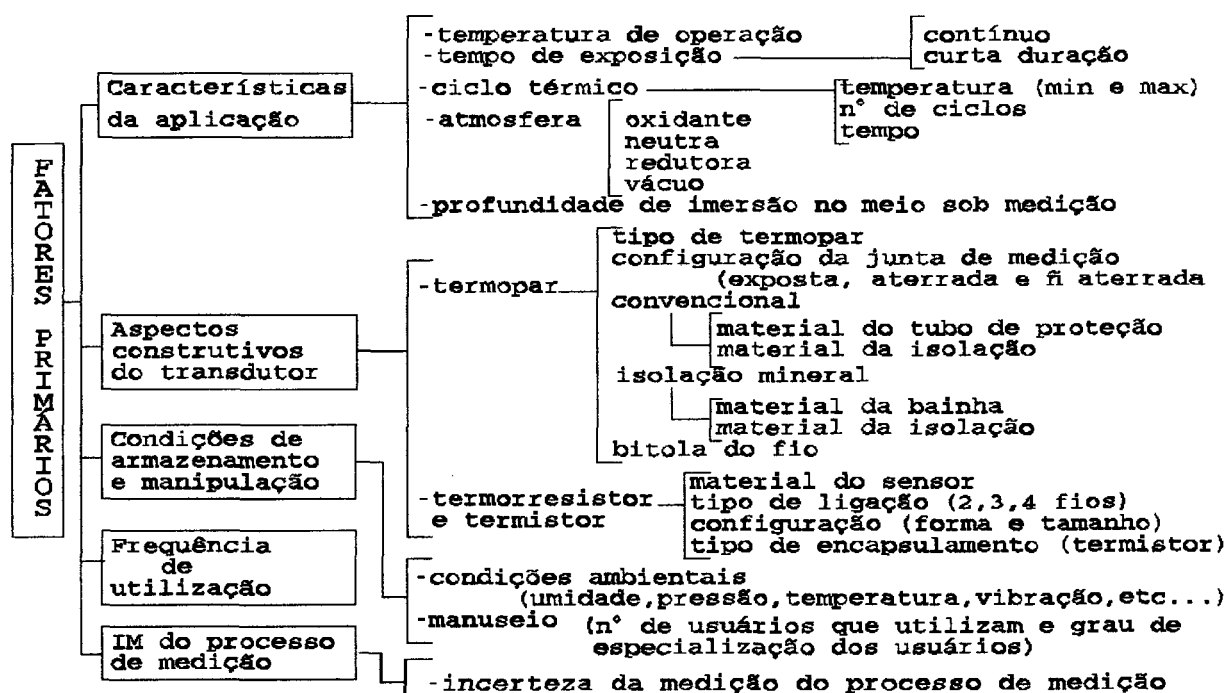 FATORES PRIMÁRIOS
Características
da aplicação
-temperatura de operação
-tempo de exposição
contínuo
curta duração
-ciclo térmico
temperatura (min e max)
n° de ciclos
tempo
-atmosfera
oxidante
neutra
redutora
vácuo
-profundidade de imersão no meio sob medição
Aspectos
construtivos
do transdutor
-termopar
tipo de termopar
configuração da junta de medição
(exposta, aterrada e ñ aterrada
convencional
material do tubo de proteção
material da isolação
isolação mineral
material da bainha
material da isolação
bitola do fio
-termorresistor
e termistor
material do sensor
tipo de ligação (2,3,4 fios)
configuração (forma e tamanho)
tipo de encapsulamento (termistor)
Condições de
armazenamento
e manipulação
-condições ambientais
(umidade,pressão,temperatura,vibração,etc...)
-manuseio (n° de usuários que utilizam e grau de
especialização dos usuários)
Frequência
de
utilização
IM do processo
de medição
-incerteza da medição do processo de medição